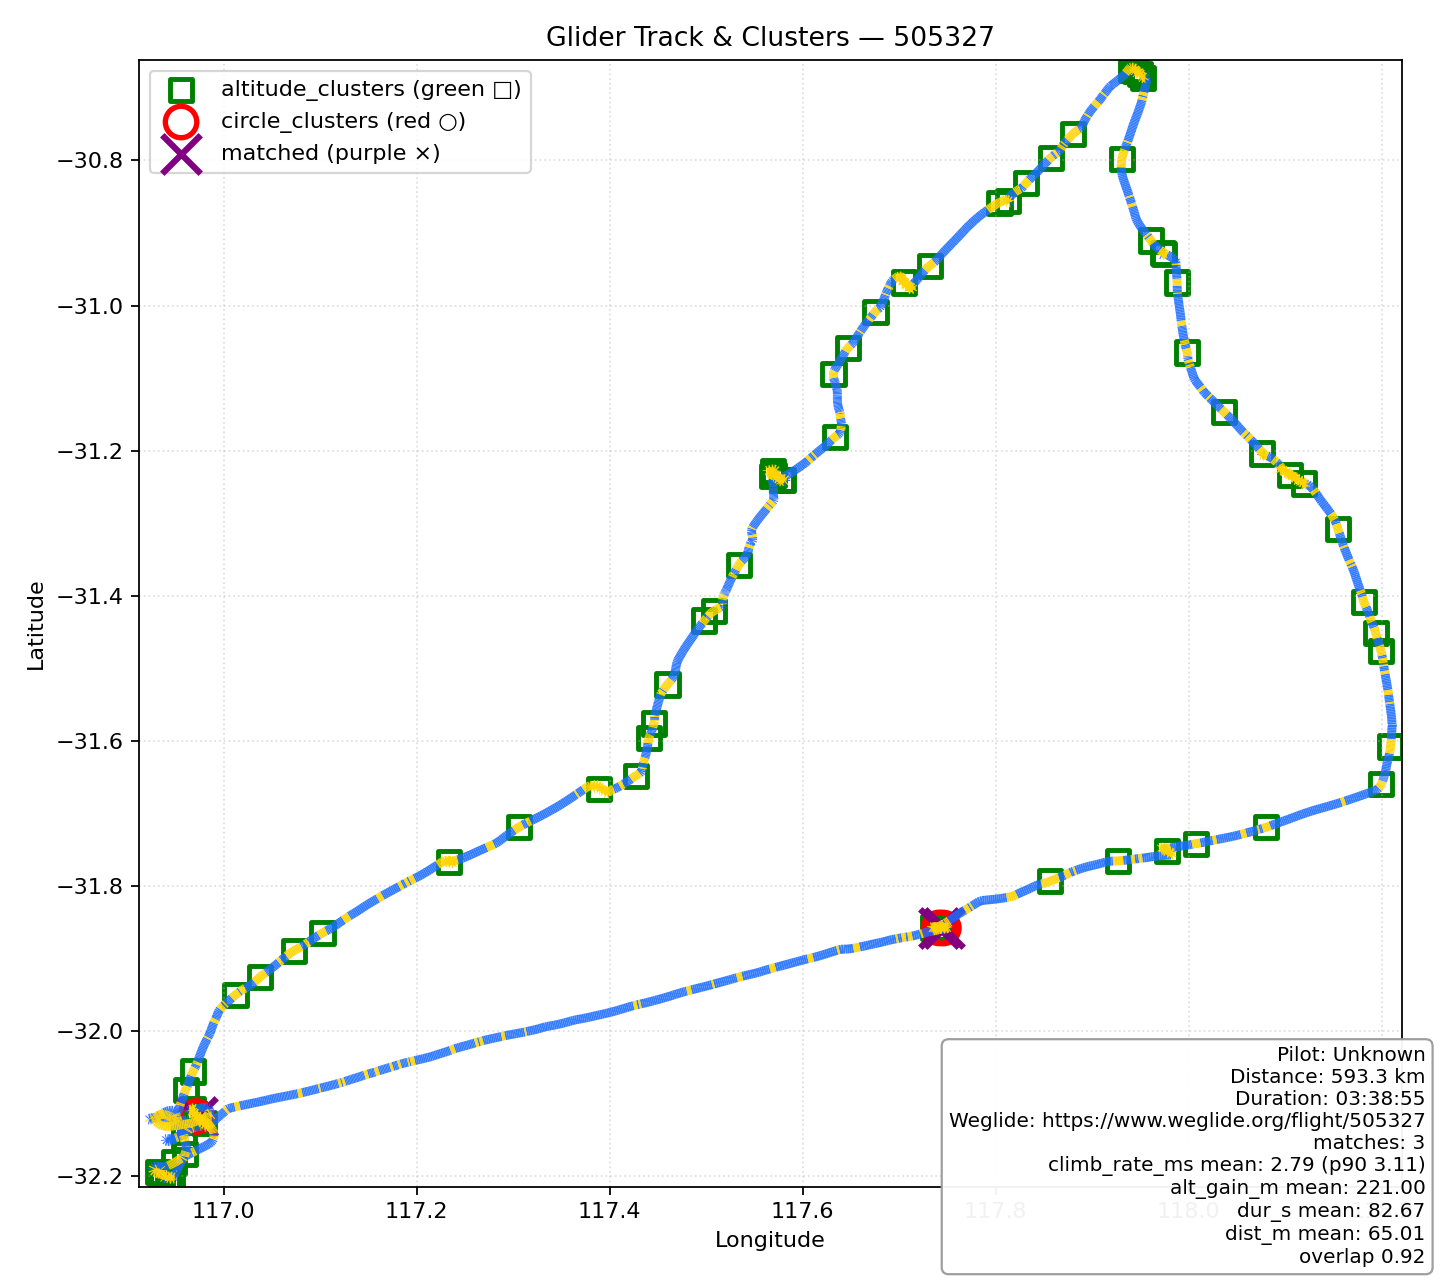 Glider Track & Clusters — 505327
altitude_clusters (green □)
circle_clusters (red ○)
matched (purple ×)
−30.8
−31.0
−31.2
−31.4
−31.6
−31.8
−32.0
−32.2
Latitude
117.0
117.2
117.4
117.6
117.8
118.0
Longitude
Pilot: Unknown
Distance: 593.3 km
Duration: 03:38:55
Weglide: https://www.weglide.org/flight/505327
matches: 3
climb_rate_ms mean: 2.79 (p90 3.11)
alt_gain_m mean: 221.00
dur_s mean: 82.67
dist_m mean: 65.01
overlap 0.92